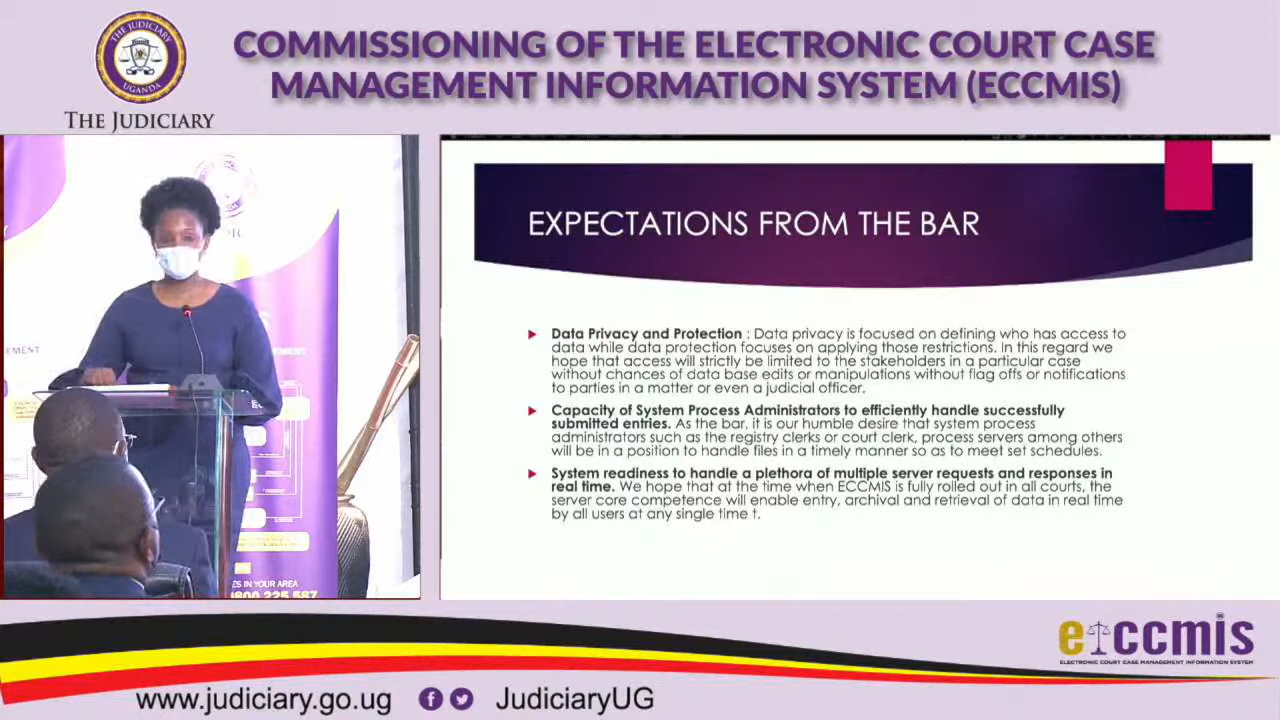 THE JUDICIARY
UGANDA
THE JUDICIARY
COMMISSIONING OF THE ELECTRONIC COURT CASE
MANAGEMENT INFORMATION SYSTEM (ECCMIS)
EMENT
ES IN YOUR AREA
0800 225 587
EXPECTATIONS FROM THE BAR
Data Privacy and Protection : Data privacy is focused on defining who has access to
data while data protection focuses on applying those restrictions. In this regard we
hope that access will strictly be limited to the stakeholders in a particular case
without chances of data base edits or manipulations without flag offs or notifications
to parties in a matter or even a judicial officer.
Capacity of System Process Administrators to efficiently handle successfully
submitted entries. As the bar, it is our humble desire that system process
administrators such as the registry clerks or court clerk, process servers among others
will be in a position to handle files in a timely manner so as to meet set schedules.
System readiness to handle a plethora of multiple server requests and responses in
real time. We hope that at the time when ECCMIS is fully rolled out in all courts, the
server core competence will enable entry, archival and retrieval of data in real time
by all users at any single time t.
eccmis
ELECTRONIC COURT CASE MANAGEMENT INFORMATION SYSTEM
www.judiciary.go.ug
JudiciaryUG